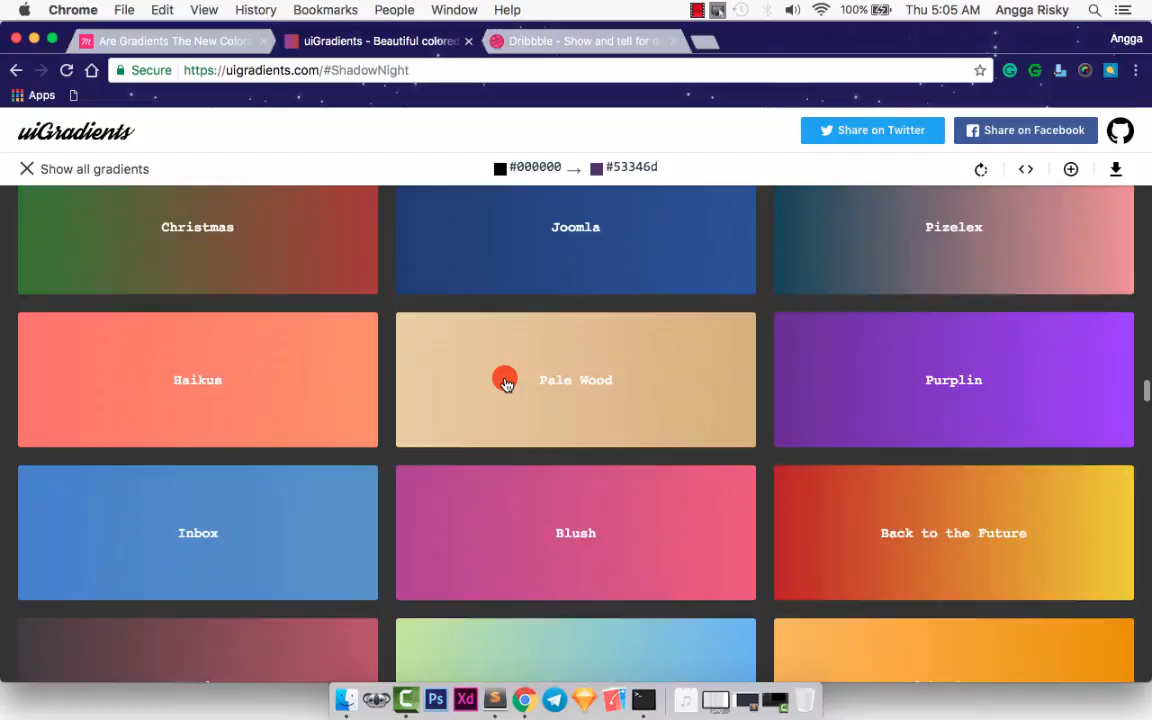 Chrome File Edit View History Bookmarks People Window Help 100% Thu 5:05 AM Angga Risky
Are Gradients The New Colors uiGradients - Beautiful colored Dribbble - Show and tell for de Angga
Secure https://uigradients.com/#ShadowNight
Apps
uiGradients Share on Twitter Share on Facebook
Show all gradients #000000 → #53346d
Christmas Joomla Pizelex
Haikus Pale Wood Purplin
Inbox Blush Back to the Future
Ps Xd S